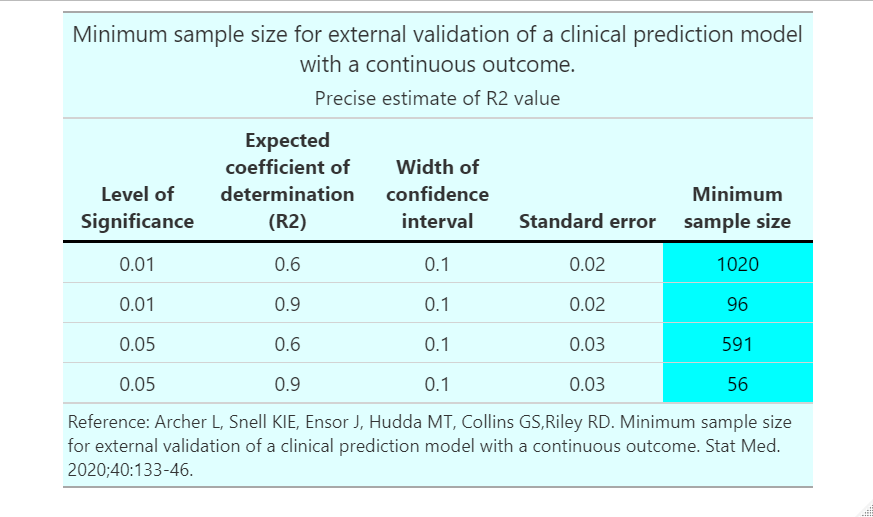 Minimum sample size for external validation of a clinical prediction model
with a continuous outcome.
Precise estimate of R2 value
Level of Significance Expected coefficient of determination (R2) Width of confidence interval Standard error Minimum sample size
0.01 0.6 0.1 0.02 1020
0.01 0.9 0.1 0.02 96
0.05 0.6 0.1 0.03 591
0.05 0.9 0.1 0.03 56
Reference: Archer L, Snell KIE, Ensor J, Hudda MT, Collins GS,Riley RD. Minimum sample size
for external validation of a clinical prediction model with a continuous outcome. Stat Med.
2020;40:133-46.